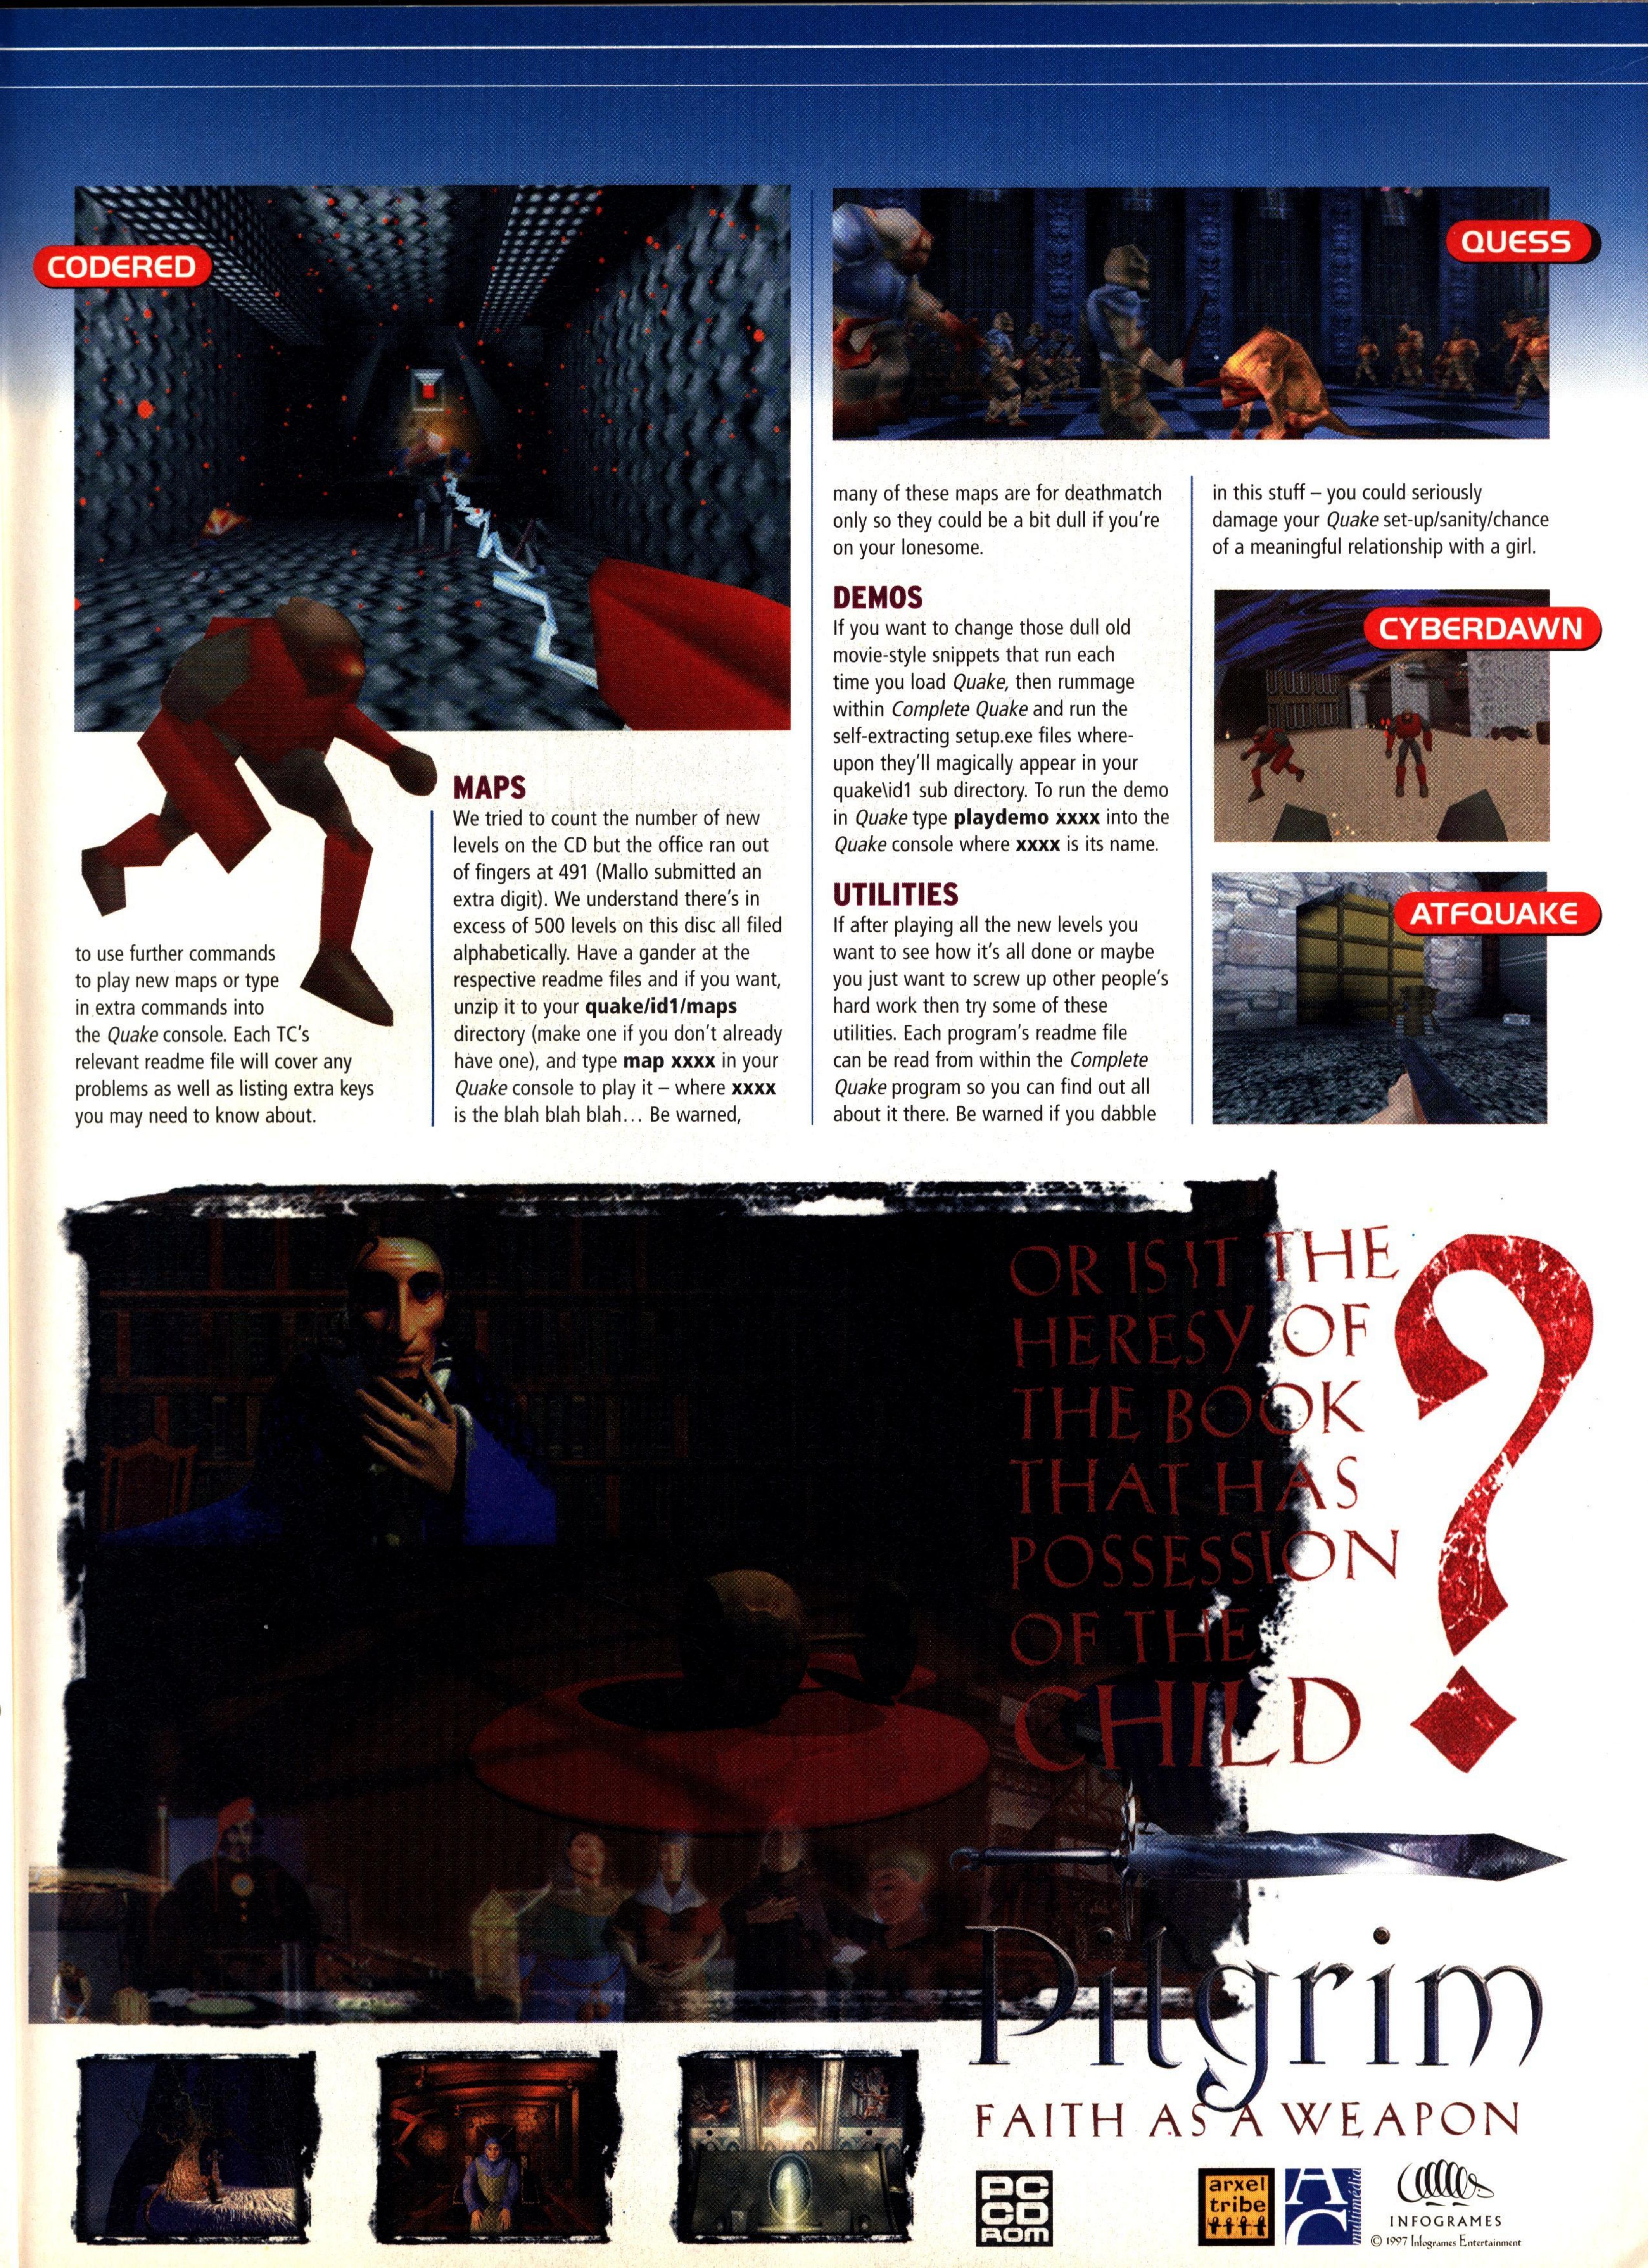 CODERED
QUESS
to use further commands
to play new maps or type
in extra commands into
the Quake console. Each TC's
relevant readme file will cover any
problems as well as listing extra keys
you may need to know about.
MAPS
We tried to count the number of new
levels on the CD but the office ran out
of fingers at 491 (Mallo submitted an
extra digit). We understand there's in
excess of 500 levels on this disc all filed
alphabetically. Have a gander at the
respective readme files and if you want,
unzip it to your quake/id1/maps
directory (make one if you don't already
have one), and type map xxxx in your
Quake console to play it – where xxxx
is the blah blah blah... Be warned,
many of these maps are for deathmatch
only so they could be a bit dull if you're
on your lonesome.
DEMOS
If you want to change those dull old
movie-style snippets that run each
time you load Quake, then rummage
within Complete Quake and run the
self-extracting setup.exe files where-
upon they'll magically appear in your
quake\id1 sub directory. To run the demo
in Quake type playdemo xxxx into the
Quake console where xxxx is its name.
UTILITIES
If after playing all the new levels you
want to see how it's all done or maybe
you just want to screw up other people's
hard work then try some of these
utilities. Each program's readme file
can be read from within the Complete
Quake program so you can find out all
about it there. Be warned if you dabble
in this stuff – you could seriously
damage your Quake set-up/sanity/chance
of a meaningful relationship with a girl.
CYBERDAWN
ATFQUAKE
OR IS IT THE
HERESY OF
THE BOOK
THAT HAS
POSSESSION
OF THE
CHILD
?
Pilgrim
FAITH AS A WEAPON
PC
CD
ROM
arxel
tribe
AC
multimédia
INFOGRAMES
© 1997 Infogrames Entertainment